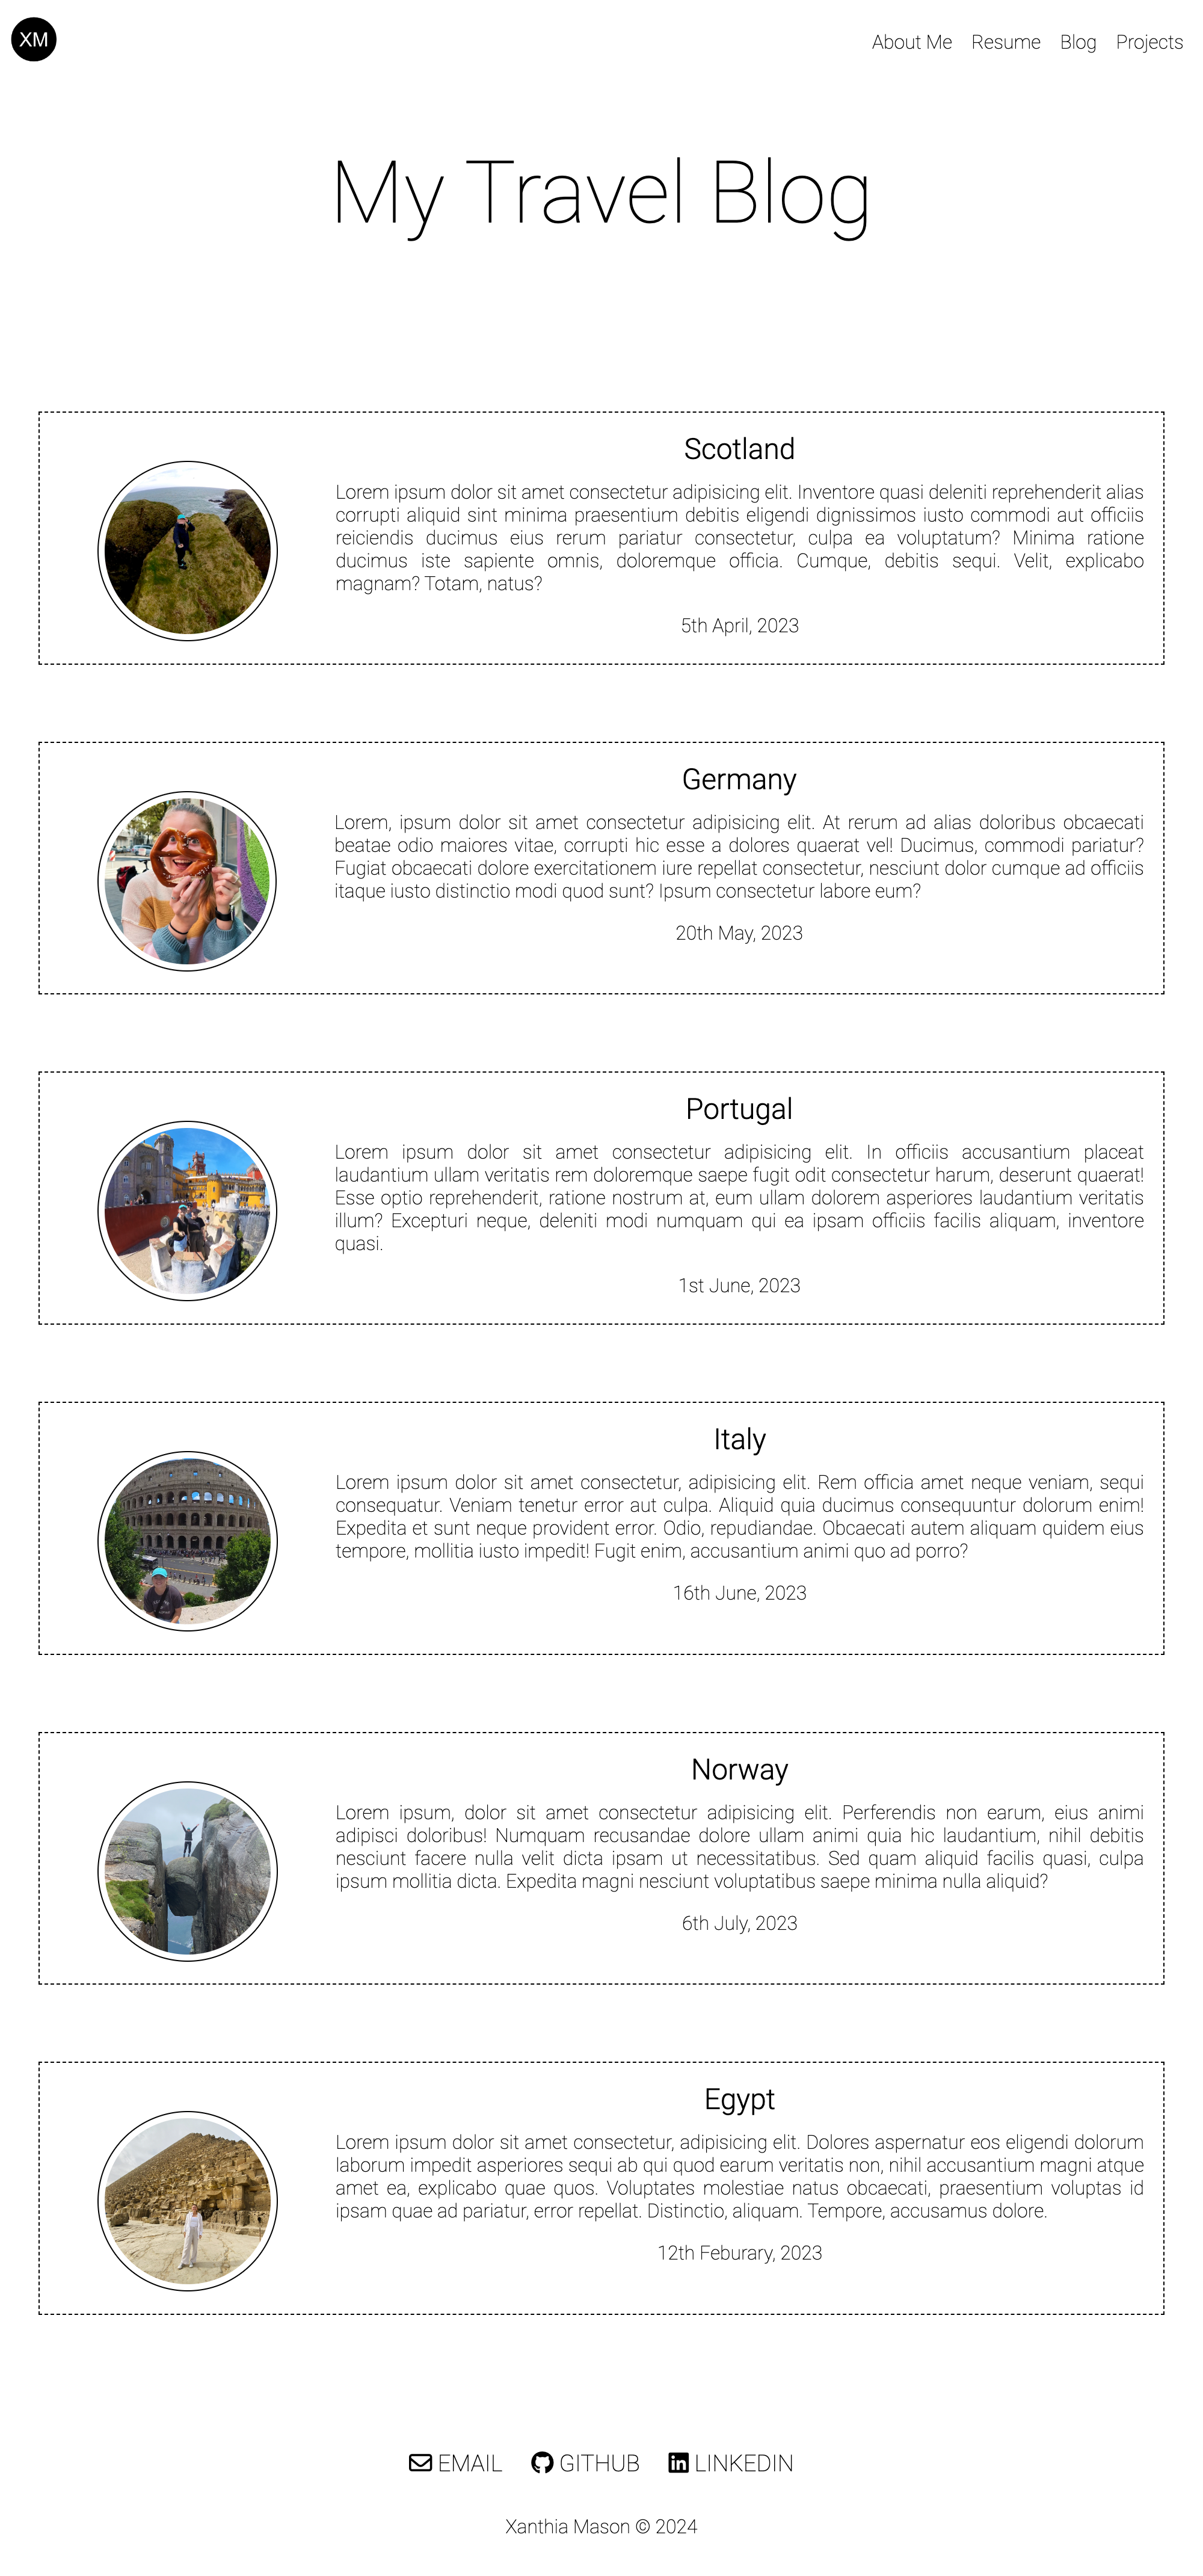 XM
About Me Resume Blog Projects
My Travel Blog
Scotland
Lorem ipsum dolor sit amet consectetur adipisicing elit. Inventore quasi deleniti reprehenderit alias
corrupti aliquid sint minima praesentium debitis eligendi dignissimos iusto commodi aut officiis
reiciendis ducimus eius rerum pariatur consectetur, culpa ea voluptatum? Minima ratione
ducimus iste sapiente omnis, doloremque officia. Cumque, debitis sequi. Velit, explicabo
magnam? Totam, natus?
5th April, 2023
Germany
Lorem, ipsum dolor sit amet consectetur adipisicing elit. At rerum ad alias doloribus obcaecati
beatae odio maiores vitae, corrupti hic esse a dolores quaerat vel! Ducimus, commodi pariatur?
Fugiat obcaecati dolore exercitationem iure repellat consectetur, nesciunt dolor cumque ad officiis
itaque iusto distinctio modi quod sunt? Ipsum consectetur labore eum?
20th May, 2023
Portugal
Lorem ipsum dolor sit amet consectetur adipisicing elit. In officiis accusantium placeat
laudantium ullam veritatis rem doloremque saepe fugit odit consectetur harum, deserunt quaerat!
Esse optio reprehenderit, ratione nostrum at, eum ullam dolorem asperiores laudantium veritatis
illum? Excepturi neque, deleniti modi numquam qui ea ipsam officiis facilis aliquam, inventore
quasi.
1st June, 2023
Italy
Lorem ipsum dolor sit amet consectetur, adipisicing elit. Rem officia amet neque veniam, sequi
consequatur. Veniam tenetur error aut culpa. Aliquid quia ducimus consequuntur dolorum enim!
Expedita et sunt neque provident error. Odio, repudiandae. Obcaecati autem aliquam quidem eius
tempore, mollitia iusto impedit! Fugit enim, accusantium animi quo ad porro?
16th June, 2023
Norway
Lorem ipsum, dolor sit amet consectetur adipisicing elit. Perferendis non earum, eius animi
adipisci doloribus! Numquam recusandae dolore ullam animi quia hic laudantium, nihil debitis
nesciunt facere nulla velit dicta ipsam ut necessitatibus. Sed quam aliquid facilis quasi, culpa
ipsum mollitia dicta. Expedita magni nesciunt voluptatibus saepe minima nulla aliquid?
6th July, 2023
Egypt
Lorem ipsum dolor sit amet consectetur, adipisicing elit. Dolores aspernatur eos eligendi dolorum
laborum impedit asperiores sequi ab qui quod earum veritatis non, nihil accusantium magni atque
amet ea, explicabo quae quos. Voluptates molestiae natus obcaecati, praesentium voluptas id
ipsam quae ad pariatur, error repellat. Distinctio, aliquam. Tempore, accusamus dolore.
12th Feburary, 2023
EMAIL GITHUB LINKEDIN
Xanthia Mason © 2024